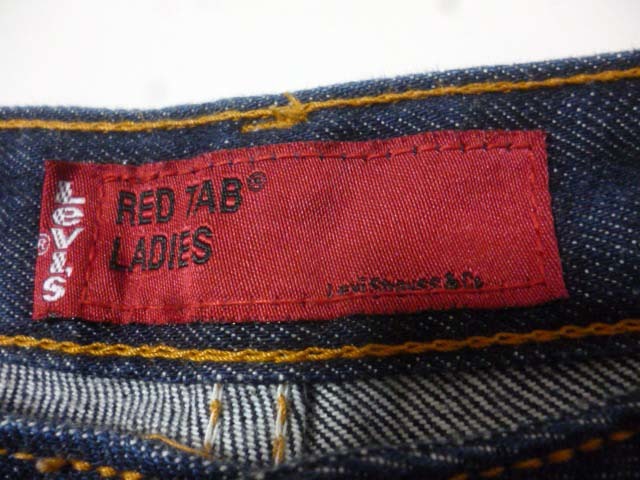 LEVI'S
®
RED TAB®
LADIES
Levi Strauss & Co